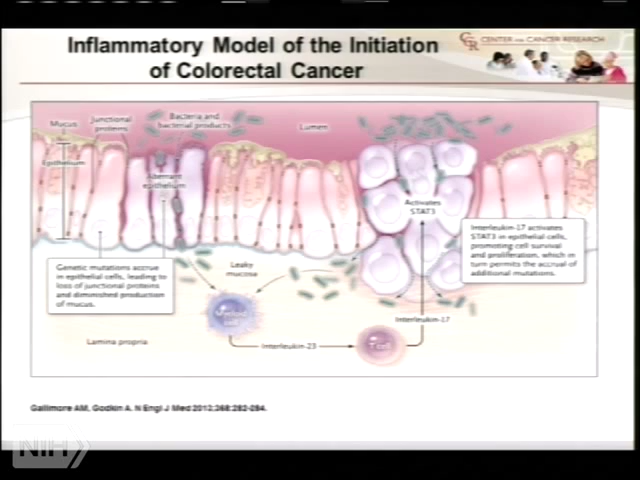 Inflammatory Model of the Initiation
of Colorectal Cancer
CCR CENTER FOR CANCER RESEARCH
Mucus
Junctional
proteins
Bacteria and
bacterial products
Lumen
Epithelium
Aberrant
epithelium
Activates
STAT3
Interleukin-17 activates
STAT3 in epithelial cells,
promoting cell survival
and proliferation, which in
turn permits the accrual of
additional mutations.
Genetic mutations accrue
in epithelial cells, leading to
loss of junctional proteins
and diminished production
of mucus.
Leaky
mucosa
Myeloid
cell
Interleukin-17
Lamina propria
Interleukin-23
T cell
Gallimore AM, Godkin A. N Engl J Med 2013;368:282-284.
NIH